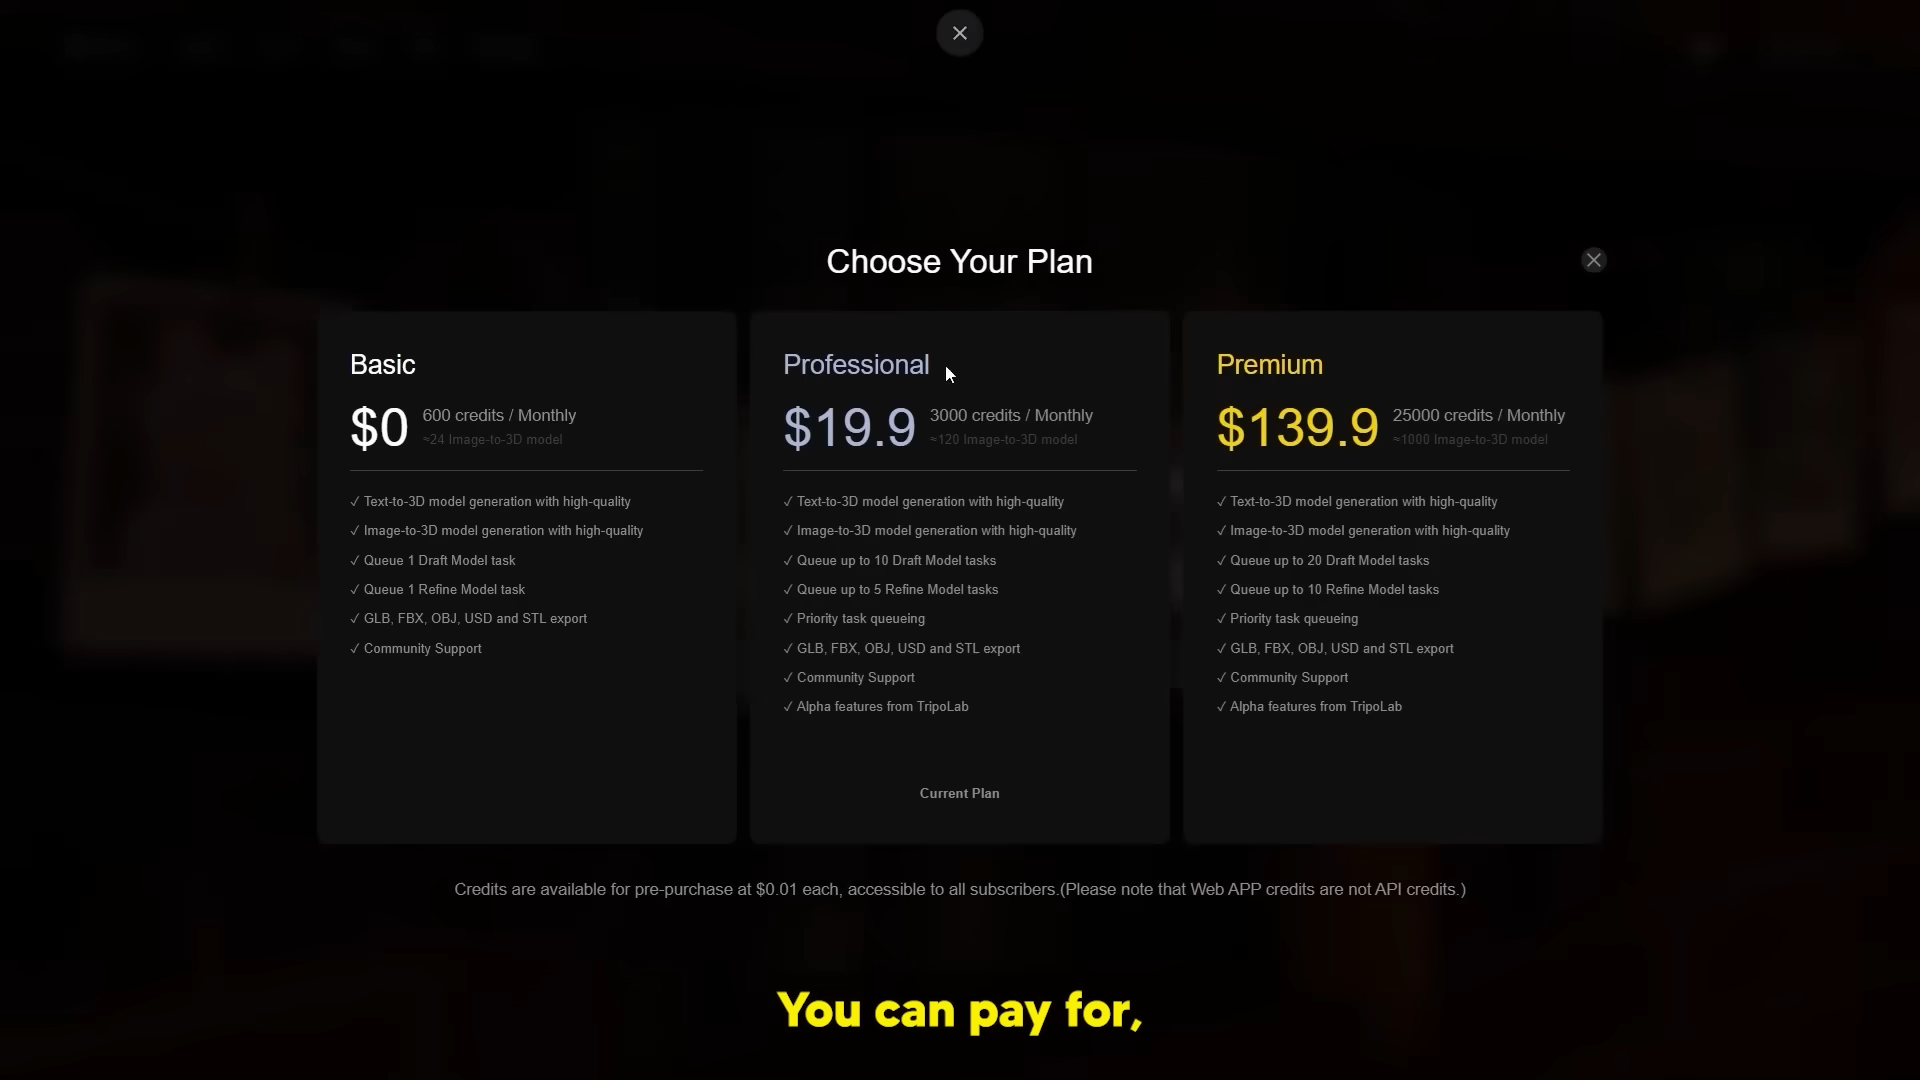 Choose Your Plan
Basic
$0 600 credits / Monthly
≈24 Image-to-3D model
✓ Text-to-3D model generation with high-quality
✓ Image-to-3D model generation with high-quality
✓ Queue 1 Draft Model task
✓ Queue 1 Refine Model task
✓ GLB, FBX, OBJ, USD and STL export
✓ Community Support
Professional
$19.9 3000 credits / Monthly
≈120 Image-to-3D model
✓ Text-to-3D model generation with high-quality
✓ Image-to-3D model generation with high-quality
✓ Queue up to 10 Draft Model tasks
✓ Queue up to 5 Refine Model tasks
✓ Priority task queueing
✓ GLB, FBX, OBJ, USD and STL export
✓ Community Support
✓ Alpha features from TripoLab
Current Plan
Premium
$139.9 25000 credits / Monthly
≈1000 Image-to-3D model
✓ Text-to-3D model generation with high-quality
✓ Image-to-3D model generation with high-quality
✓ Queue up to 20 Draft Model tasks
✓ Queue up to 10 Refine Model tasks
✓ Priority task queueing
✓ GLB, FBX, OBJ, USD and STL export
✓ Community Support
✓ Alpha features from TripoLab
Credits are available for pre-purchase at $0.01 each, accessible to all subscribers.(Please note that Web APP credits are not API credits.)
You can pay for,